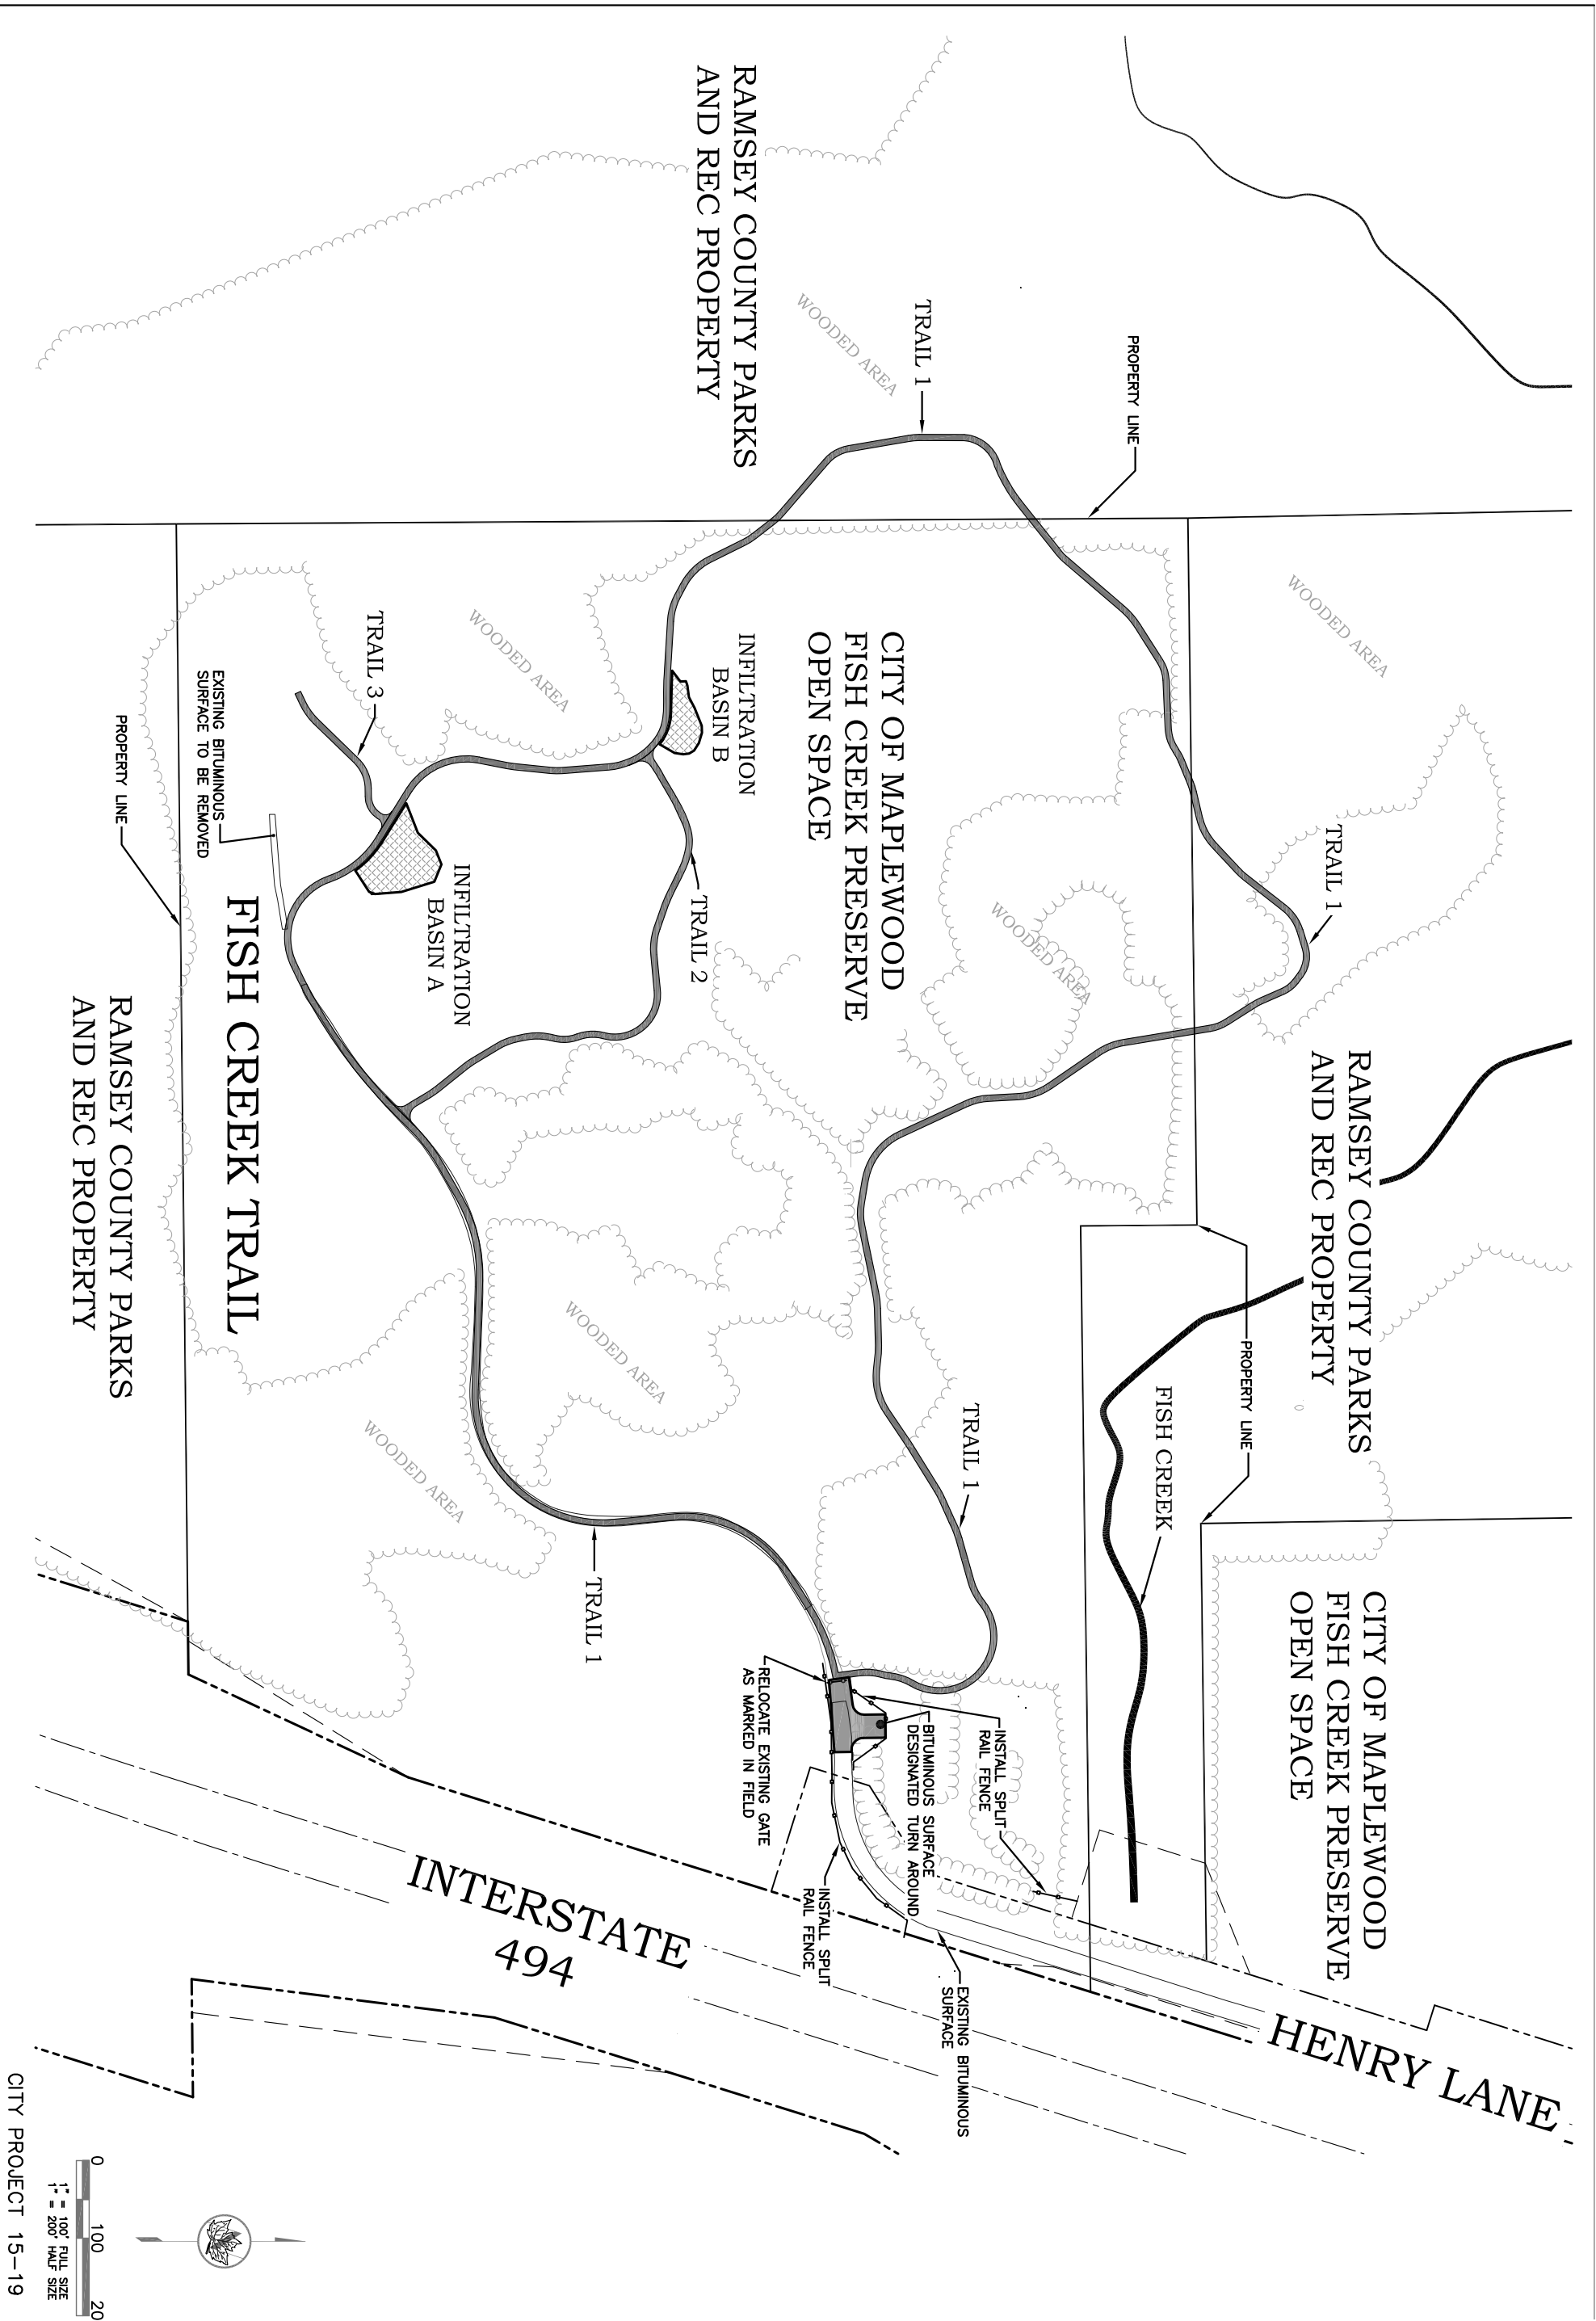 RAMSEY COUNTY PARKS
AND REC PROPERTY
WOODED AREA
TRAIL 1
PROPERTY LINE
WOODED AREA
CITY OF MAPLEWOOD
FISH CREEK PRESERVE
OPEN SPACE
INFILTRATION
BASIN B
WOODED AREA
TRAIL 3
EXISTING BITUMINOUS
SURFACE TO BE REMOVED
PROPERTY LINE
TRAIL 1
WOODED AREA
TRAIL 2
INFILTRATION
BASIN A
FISH CREEK TRAIL
RAMSEY COUNTY PARKS
AND REC PROPERTY
RAMSEY COUNTY PARKS
AND REC PROPERTY
PROPERTY LINE
FISH CREEK
WOODED AREA
WOODED AREA
TRAIL 1
TRAIL 1
CITY OF MAPLEWOOD
FISH CREEK PRESERVE
OPEN SPACE
RELOCATE EXISTING GATE
AS MARKED IN FIELD
BITUMINOUS SURFACE
DESIGNATED TURN AROUND
INSTALL SPLIT
RAIL FENCE
INSTALL SPLIT
RAIL FENCE
EXISTING BITUMINOUS
SURFACE
INTERSTATE
494
HENRY LANE
0 100 20
1" = 100' FULL SIZE
1" = 200' HALF SIZE
CITY PROJECT 15-19